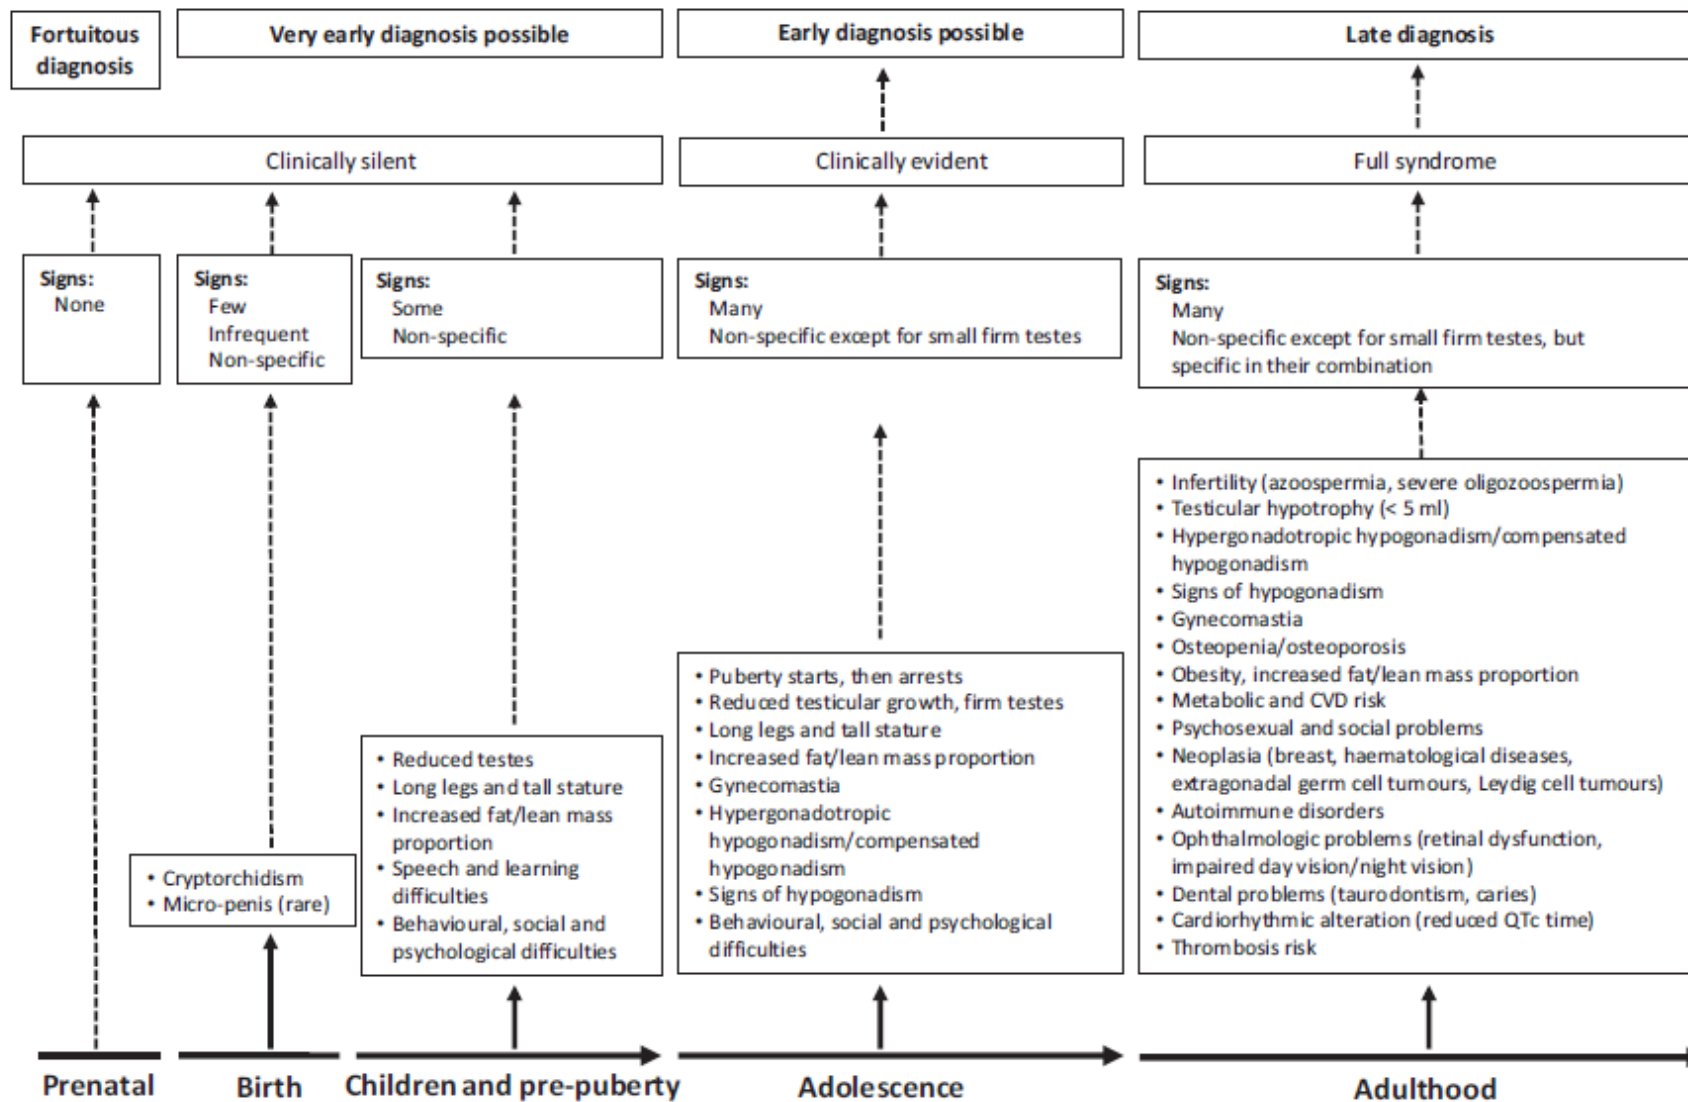 Fortuitous
diagnosis
Very early diagnosis possible
Early diagnosis possible
Late diagnosis
Clinically silent
Clinically evident
Full syndrome
Signs:
None
Signs:
Few
Infrequent
Non-specific
Signs:
Some
Non-specific
Signs:
Many
Non-specific except for small firm testes
Signs:
Many
Non-specific except for small firm testes, but
specific in their combination
• Cryptorchidism
• Micro-penis (rare)
• Reduced testes
• Long legs and tall stature
• Increased fat/lean mass
proportion
• Speech and learning
difficulties
• Behavioural, social and
psychological difficulties
• Puberty starts, then arrests
• Reduced testicular growth, firm testes
• Long legs and tall stature
• Increased fat/lean mass proportion
• Gynecomastia
• Hypergonadotropic
hypogonadism/compensated
hypogonadism
• Signs of hypogonadism
• Behavioural, social and psychological
difficulties
• Infertility (azoospermia, severe oligozoospermia)
• Testicular hypotrophy (< 5 ml)
• Hypergonadotropic hypogonadism/compensated
hypogonadism
• Signs of hypogonadism
• Gynecomastia
• Osteopenia/osteoporosis
• Obesity, increased fat/lean mass proportion
• Metabolic and CVD risk
• Psychosexual and social problems
• Neoplasia (breast, haematological diseases,
extragonadal germ cell tumours, Leydig cell tumours)
• Autoimmune disorders
• Ophthalmologic problems (retinal dysfunction,
impaired day vision/night vision)
• Dental problems (taurodontism, caries)
• Cardiorhythmic alteration (reduced QTc time)
• Thrombosis risk
Prenatal
Birth
Children and pre-puberty
Adolescence
Adulthood